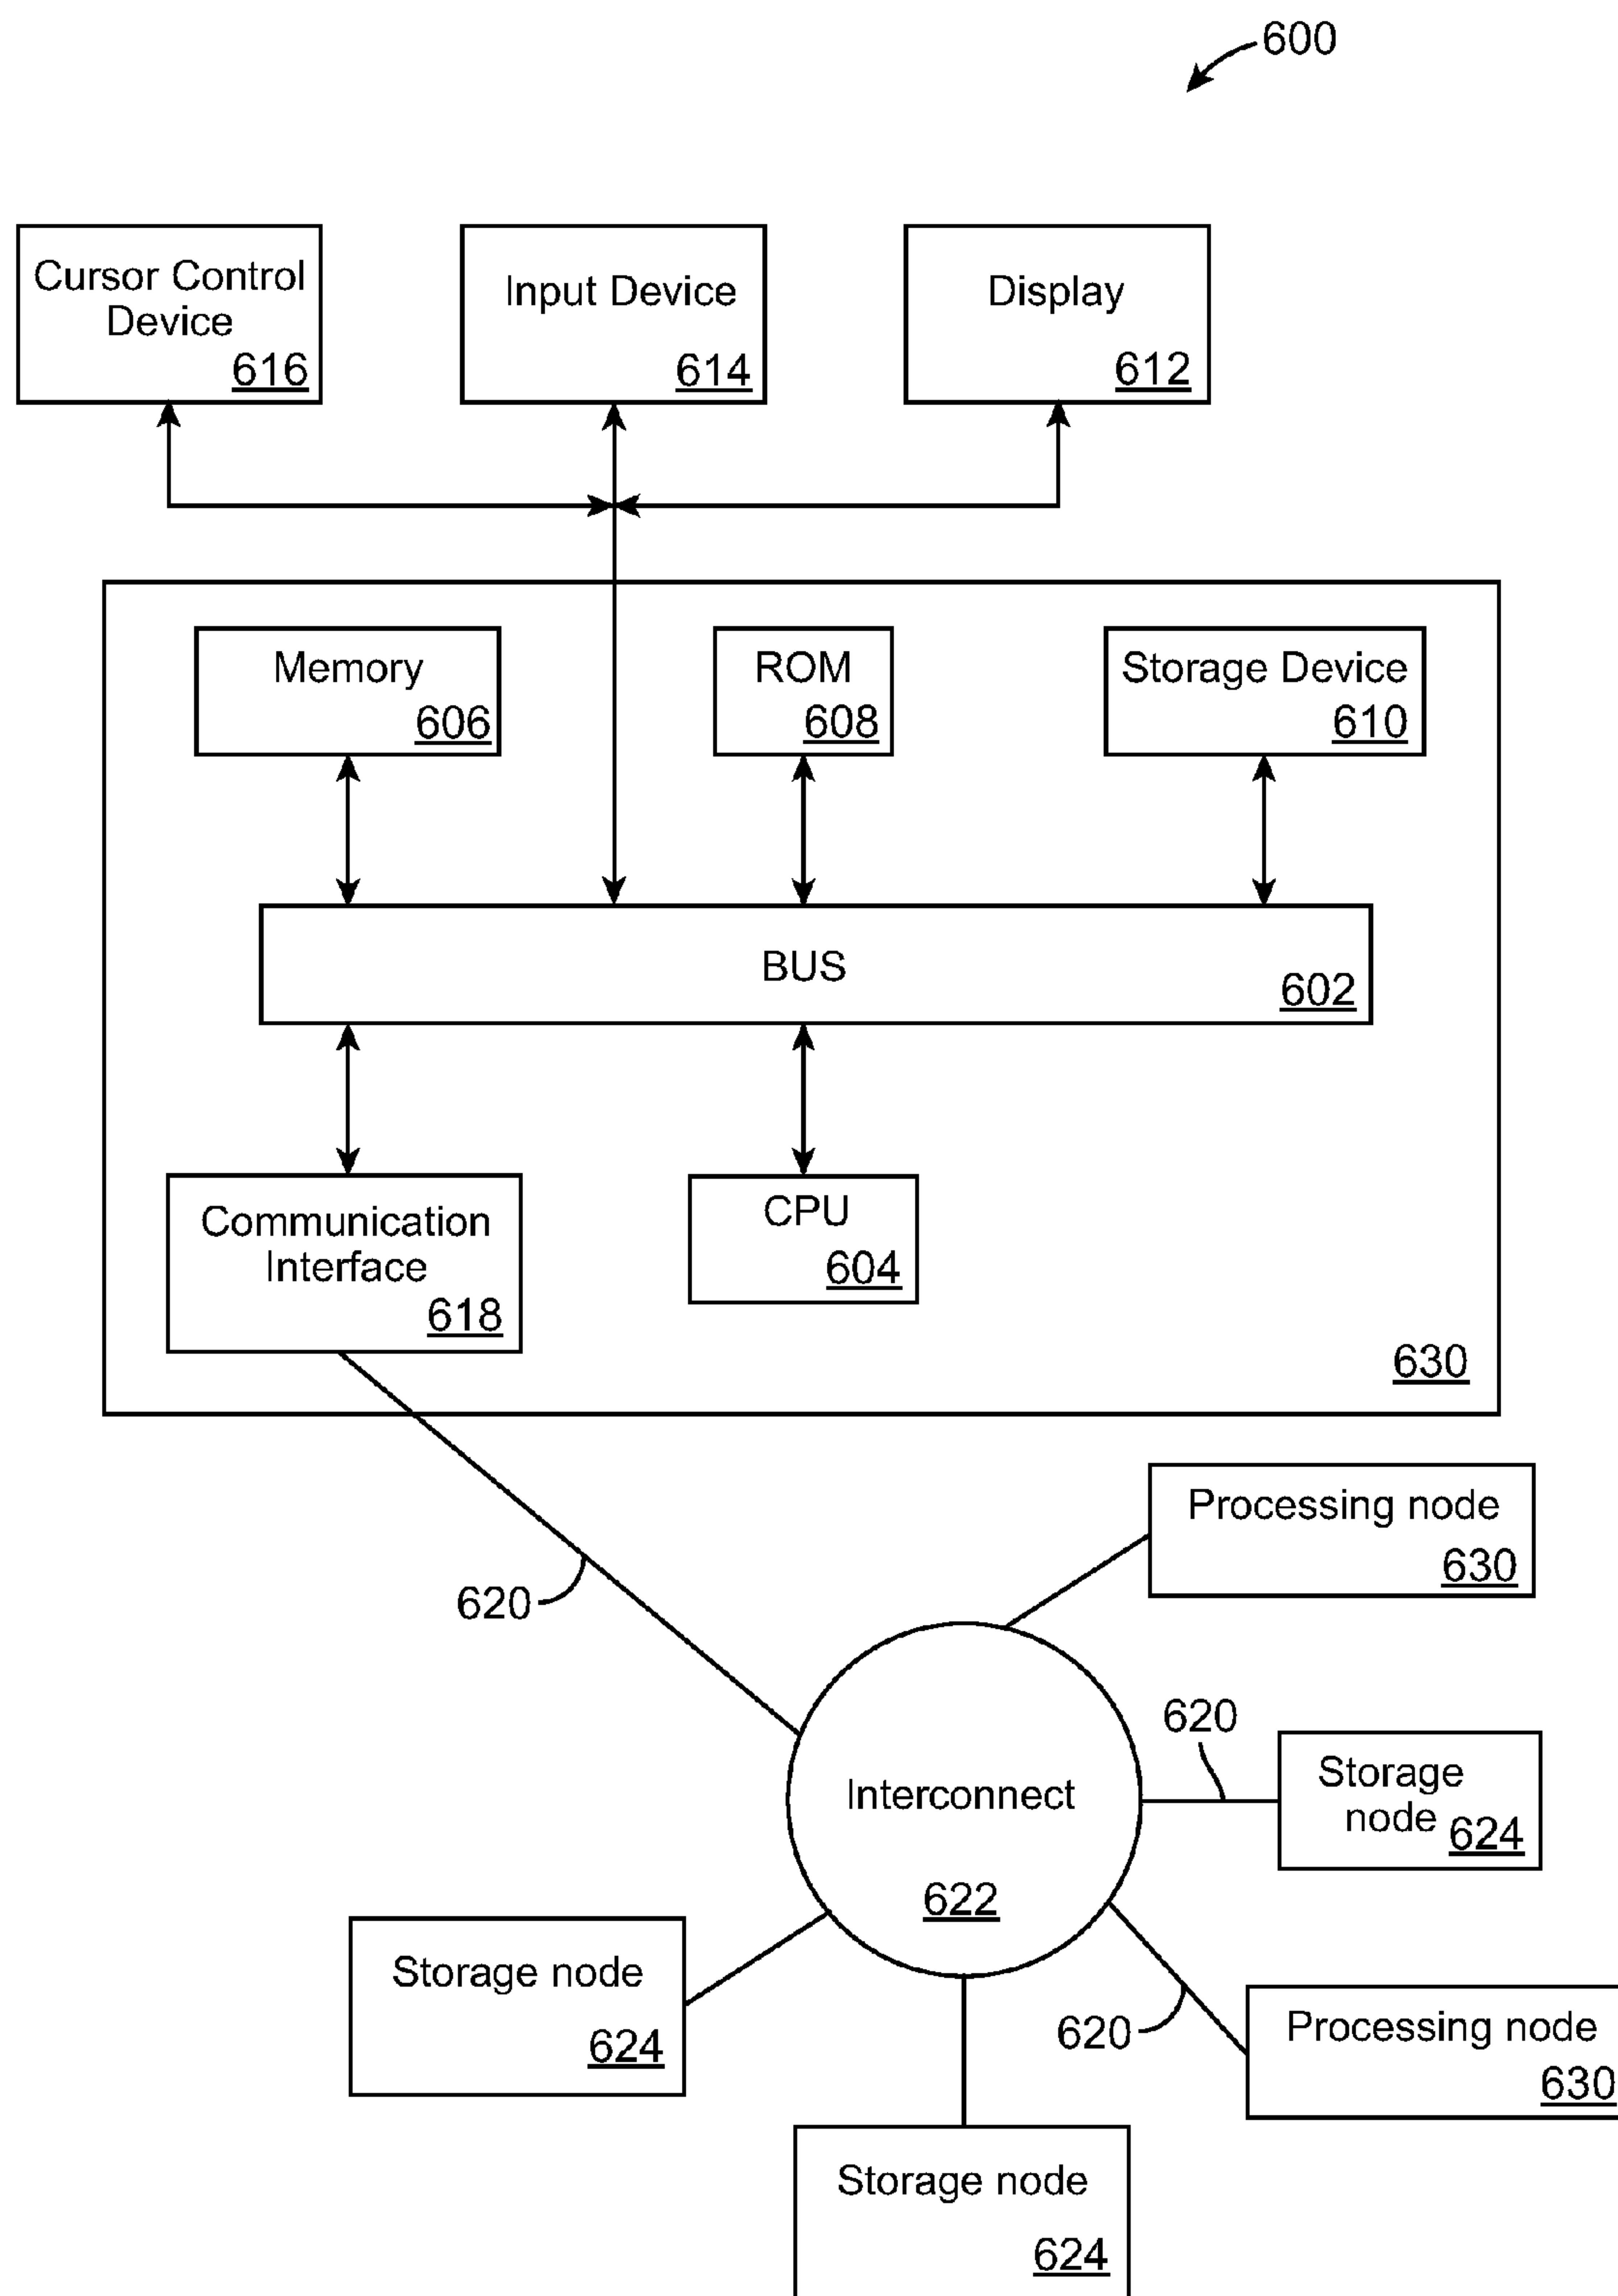 600
Cursor Control
Device
616
Input Device
614
Display
612
Memory
606
ROM
608
Storage Device
610
BUS
602
Communication
Interface
618
CPU
604
630
Processing node
630
620
620
Storage
node 624
Interconnect
622
Storage node
624
620
Processing node
630
Storage node
624